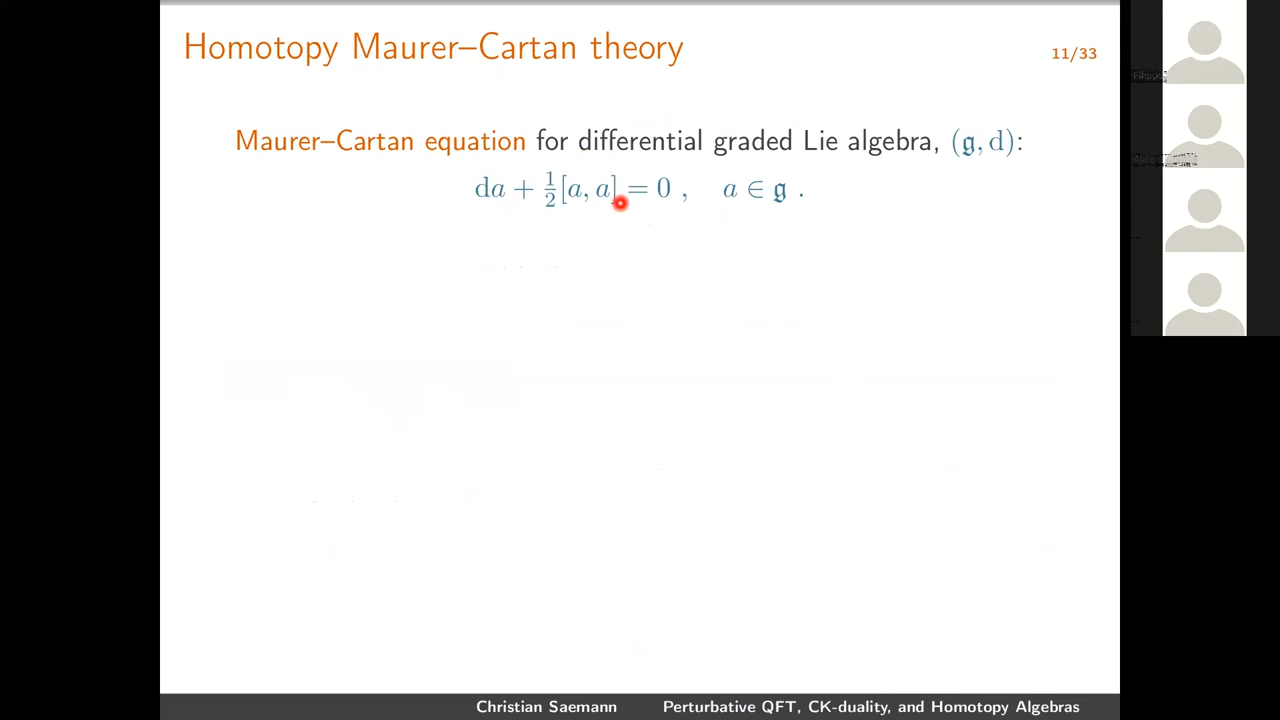 Homotopy Maurer–Cartan theory
11/33
Maurer–Cartan equation for differential graded Lie algebra, (𝔤, d):
da + ½[a, a] = 0 , a ∈ 𝔤 .
Christian Saemann Perturbative QFT, CK-duality, and Homotopy Algebras